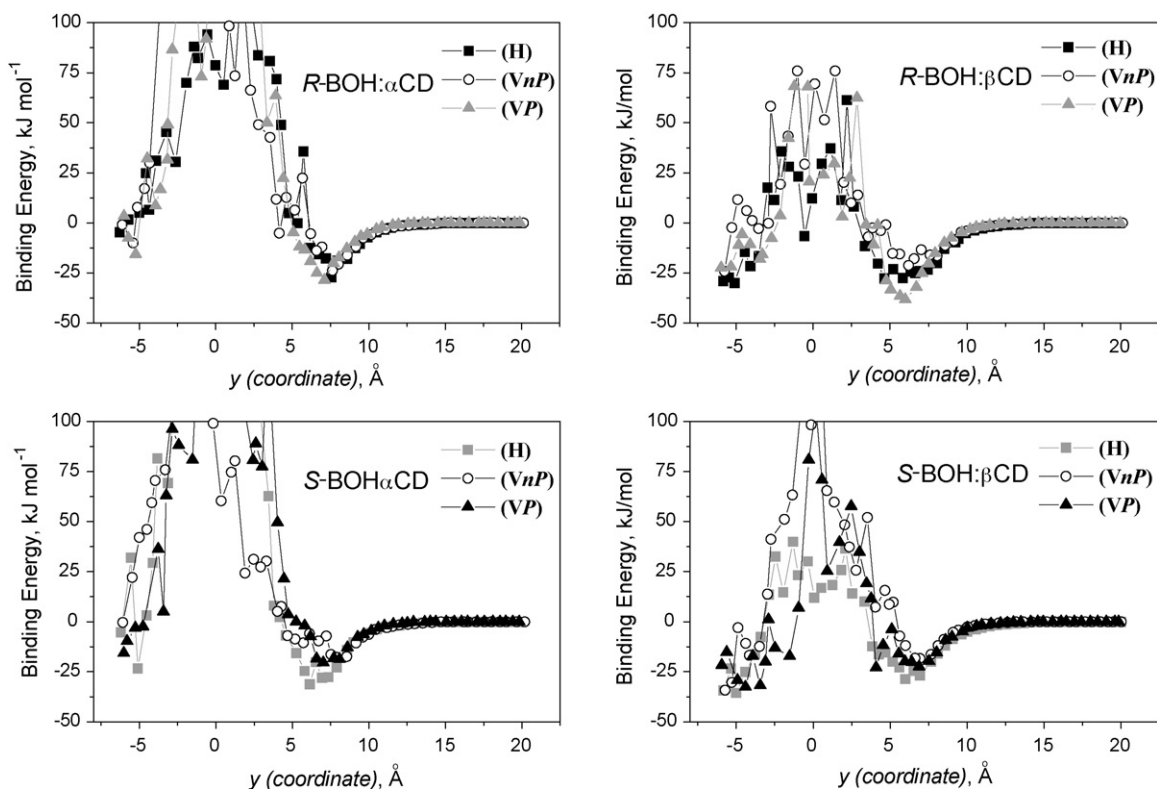 100
75
50
25
0
-25
-50
Binding Energy, kJ mol⁻¹
R-BOH:αCD
(H)
(VnP)
(VP)
-5 0 5 10 15 20
y (coordinate), Å
100
75
50
25
0
-25
-50
Binding Energy, kJ/mol
R-BOH:βCD
(H)
(VnP)
(VP)
-5 0 5 10 15 20
y (coordinate), Å
100
75
50
25
0
-25
-50
Binding Energy, kJ mol⁻¹
S-BOHαCD
(H)
(VnP)
(VP)
-5 0 5 10 15 20
y (coordinate), Å
100
75
50
25
0
-25
-50
Binding Energy, kJ/mol
S-BOH:βCD
(H)
(VnP)
(VP)
-5 0 5 10 15 20
y (coordinate), Å